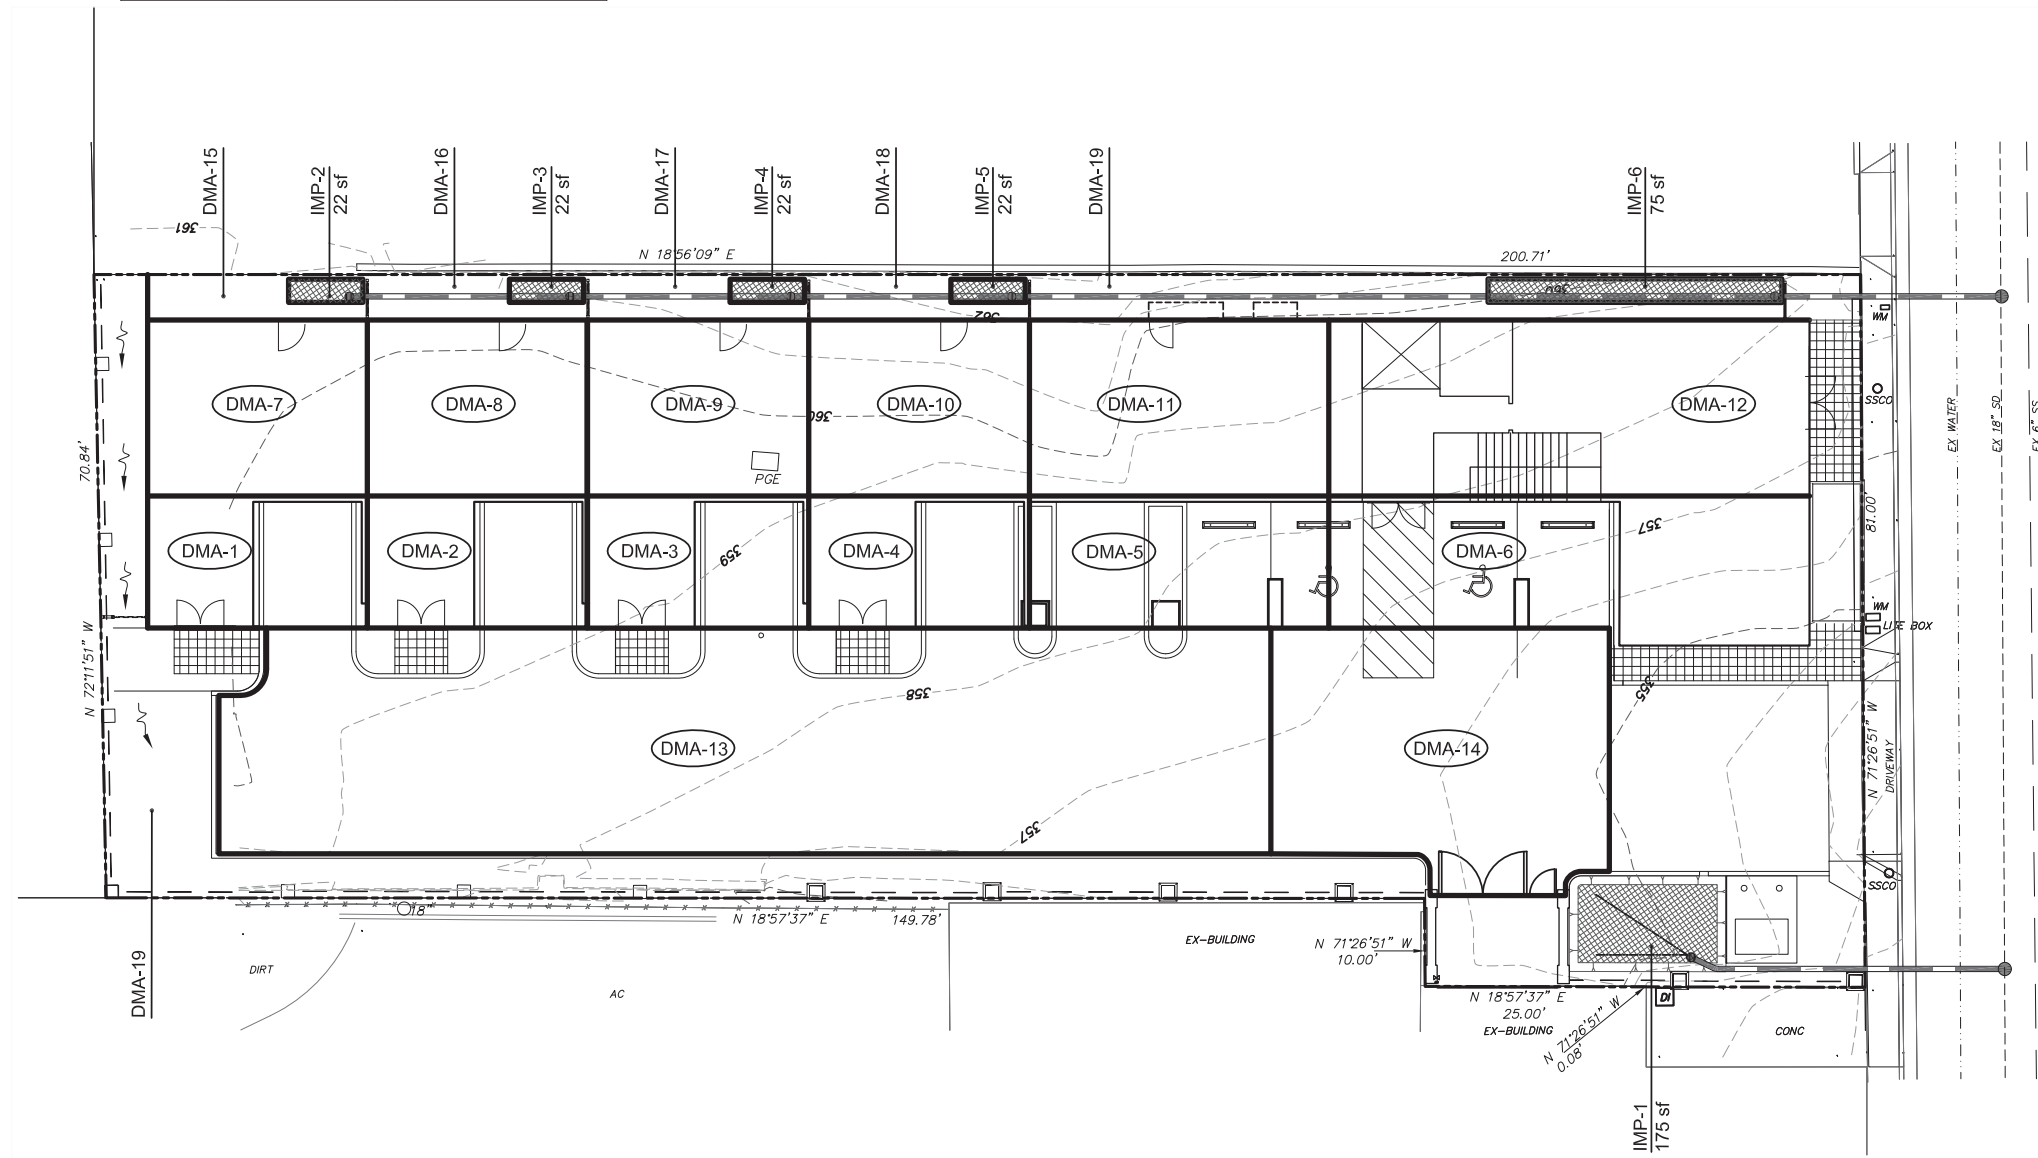 DMA-15
IMP-2
22 sf
DMA-16
IMP-3
22 sf
DMA-17
IMP-4
22 sf
DMA-18
IMP-5
22 sf
DMA-19
IMP-6
75 sf
361
N 18°56'09" E
200.71'
360
362
WM
DMA-7
DMA-8
DMA-9
DMA-10
DMA-11
DMA-12
SSCO
360
EX WATER
EX 18" SD
EX 6" SS
70.84'
PGE
81.00'
357
DMA-1
DMA-2
DMA-3
DMA-4
DMA-5
DMA-6
359
WM
LITE BOX
N 72°11'51" W
358
355
DMA-13
DMA-14
N 71°26'51" W
DRIVEWAY
357
SSCO
18"
N 18°57'37" E
149.78'
EX-BUILDING
N 71°26'51" W
10.00'
DMA-19
DIRT
AC
N 18°57'37" E
25.00'
EX-BUILDING
DI
N 71°26'51" W
0.08'
CONC
IMP-1
175 sf